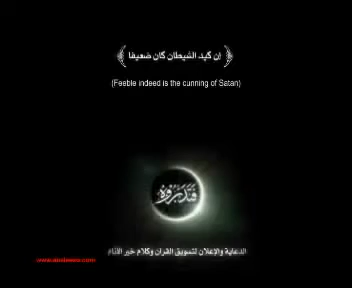 ﴿ إن كيد الشيطان كان ضعيفا ﴾
(Feeble indeed is the cunning of Satan)
فتدبروه
الدعاية والإعلان لتسويق القرآن وكلام خير الأنام